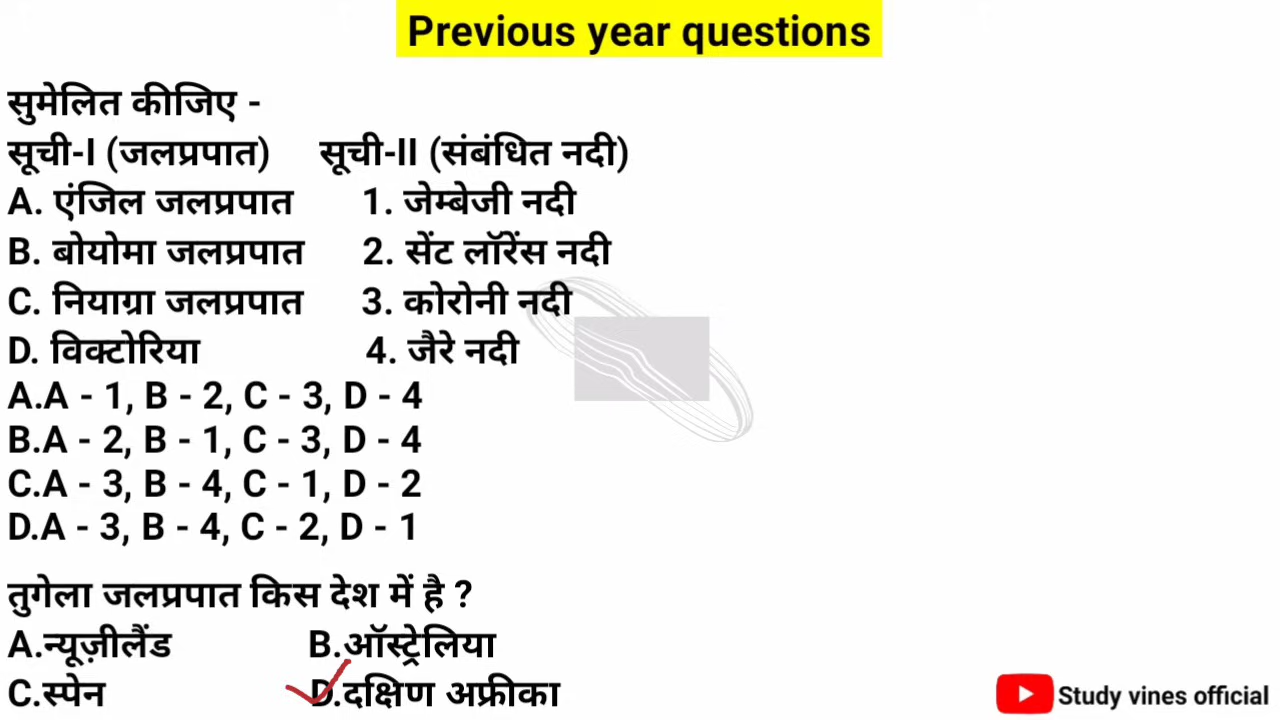 Previous year questions
सुमेलित कीजिए -
सूची-I (जलप्रपात) सूची-II (संबंधित नदी)
A. एंजिल जलप्रपात 1. जेम्बेजी नदी
B. बोयोमा जलप्रपात 2. सेंट लॉरेंस नदी
C. नियाग्रा जलप्रपात 3. कोरोनी नदी
D. विक्टोरिया 4. जैरे नदी
A.A - 1, B - 2, C - 3, D - 4
B.A - 2, B - 1, C - 3, D - 4
C.A - 3, B - 4, C - 1, D - 2
D.A - 3, B - 4, C - 2, D - 1
तुगेला जलप्रपात किस देश में है ?
A.न्यूज़ीलैंड B.ऑस्ट्रेलिया
C.स्पेन D.दक्षिण अफ्रीका
Study vines official